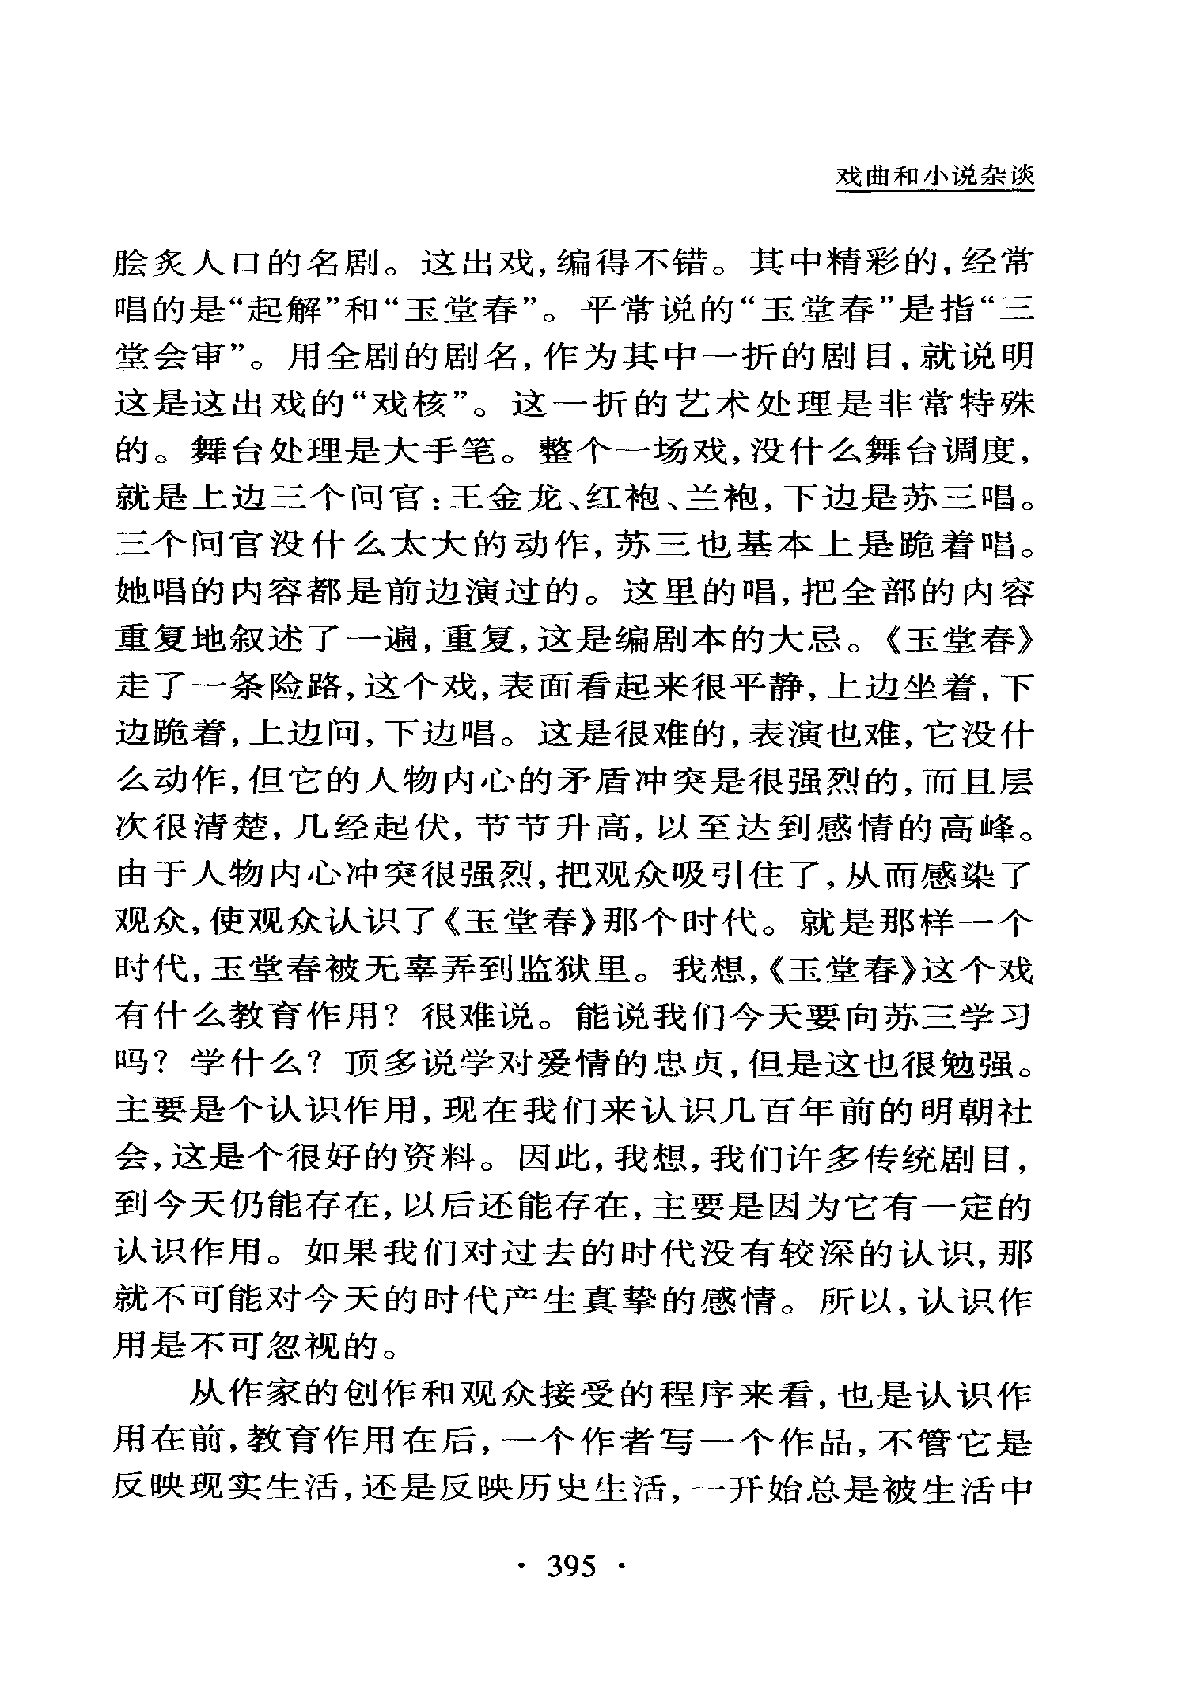 戏曲和小说杂谈
脍炙人口的名剧。这出戏,编得不错。其中精彩的,经常
唱的是“起解”和“玉堂春”。平常说的“玉堂春”是指“三
堂会审”。用全剧的剧名,作为其中一折的剧目,就说明
这是这出戏的“戏核”。这一折的艺术处理是非常特殊
的。舞台处理是大手笔。整个一场戏,没什么舞台调度,
就是上边三个问官:王金龙、红袍、兰袍,下边是苏三唱。
三个问官没什么太大的动作,苏三也基本上是跪着唱。
她唱的内容都是前边演过的。这里的唱,把全部的内容
重复地叙述了一遍,重复,这是编剧本的大忌。《玉堂春》
走了一条险路,这个戏,表面看起来很平静,上边坐着,下
边跪着,上边问,下边唱。这是很难的,表演也难,它没什
么动作,但它的人物内心的矛盾冲突是很强烈的,而且层
次很清楚,几经起伏,节节升高,以至达到感情的高峰。
由于人物内心冲突很强烈,把观众吸引住了,从而感染了
观众,使观众认识了《玉堂春》那个时代。就是那样一个
时代,玉堂春被无辜弄到监狱里。我想,《玉堂春》这个戏
有什么教育作用?很难说。能说我们今天要向苏三学习
吗?学什么?顶多说学对爱情的忠贞,但是这也很勉强。
主要是个认识作用,现在我们来认识几百年前的明朝社
会,这是个很好的资料。因此,我想,我们许多传统剧目,
到今天仍能存在,以后还能存在,主要是因为它有一定的
认识作用。如果我们对过去的时代没有较深的认识,那
就不可能对今天的时代产生真挚的感情。所以,认识作
用是不可忽视的。
从作家的创作和观众接受的程序来看,也是认识作
用在前,教育作用在后,一个作者写一个作品,不管它是
反映现实生活,还是反映历史生活,一开始总是被生活中
· 395 ·